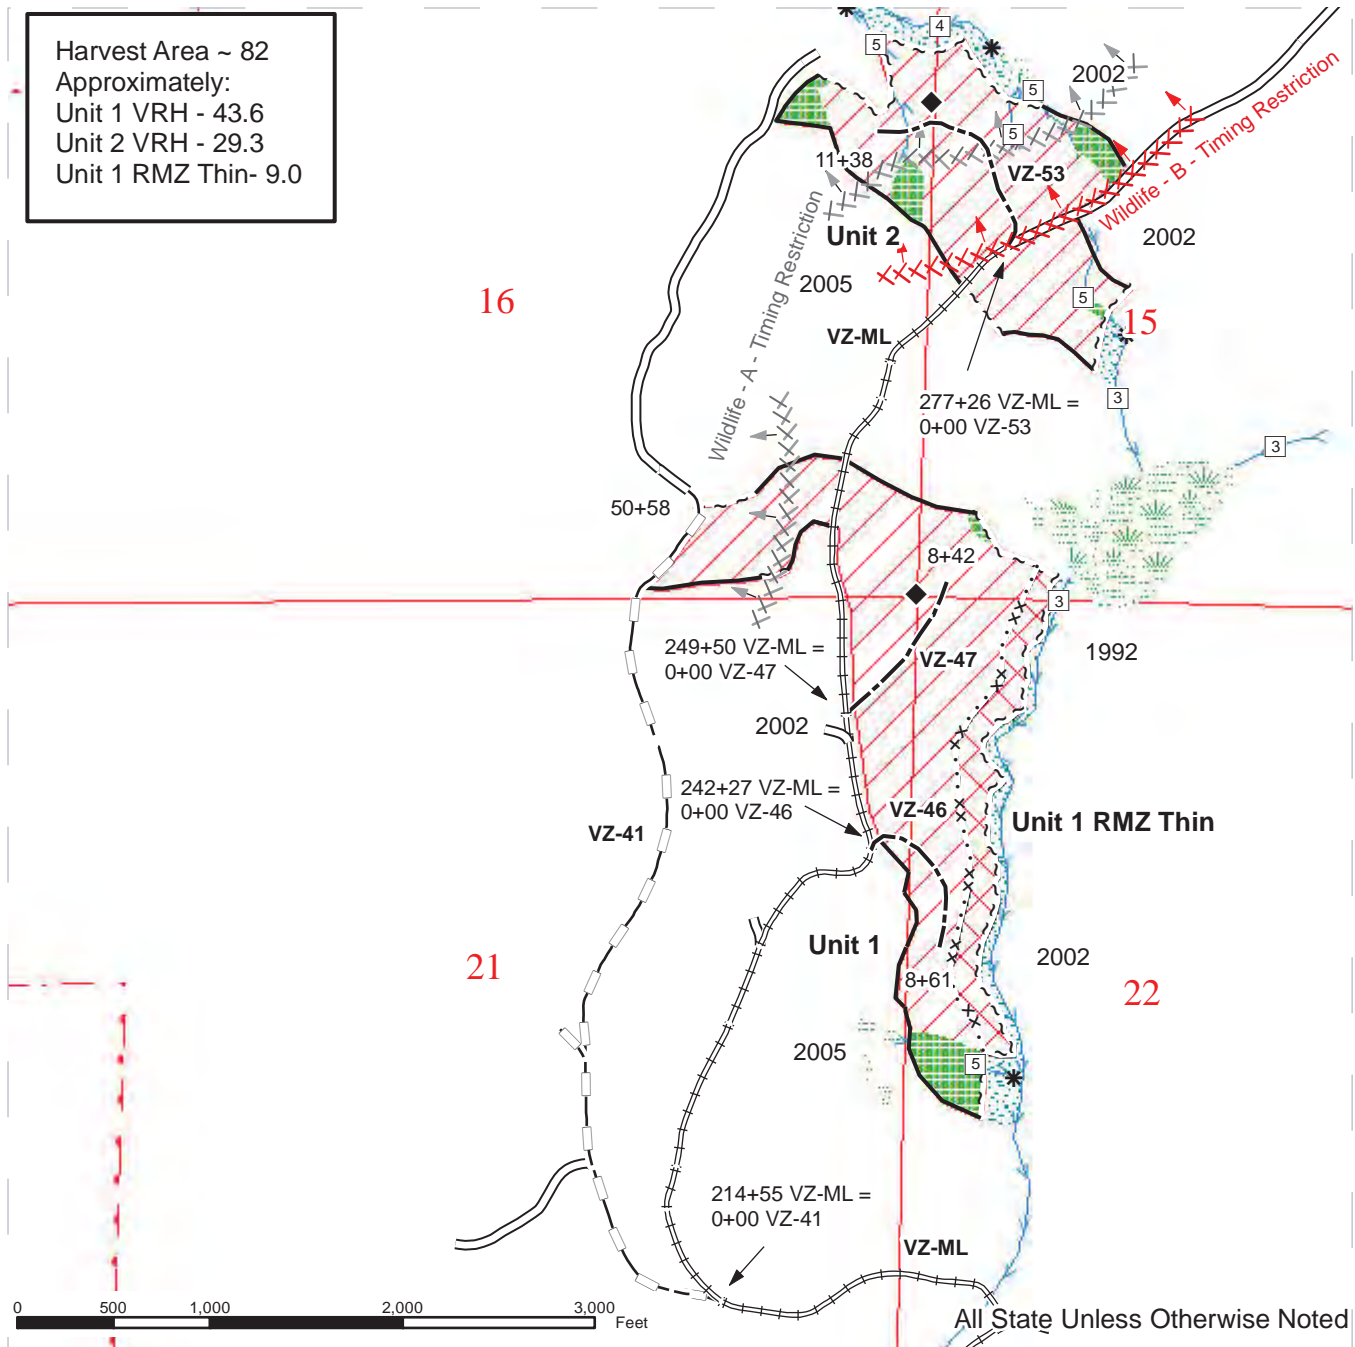 Harvest Area ~ 82
Approximately:
Unit 1 VRH - 43.6
Unit 2 VRH - 29.3
Unit 1 RMZ Thin- 9.0
4
5
5
2002
5
Wildlife - B - Timing Restriction
11+38
VZ-53
Wildlife - A - Timing Restriction
Unit 2
2002
2005
16
5
15
VZ-ML
277+26 VZ-ML =
0+00 VZ-53
3
3
50+58
8+42
3
249+50 VZ-ML =
0+00 VZ-47
VZ-47
1992
2002
242+27 VZ-ML =
0+00 VZ-46
VZ-46
Unit 1 RMZ Thin
VZ-41
Unit 1
2002
21
8+61
22
2005
5
214+55 VZ-ML =
0+00 VZ-41
VZ-ML
0 500 1,000 2,000 3,000
Feet
All State Unless Otherwise Noted